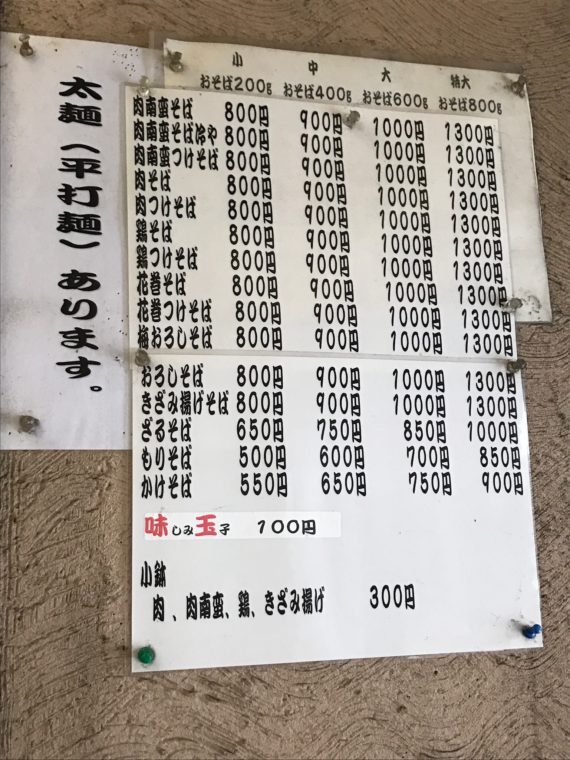 太麺（平打麺）あります。
小 中 大 特大
おそば200g おそば400g おそば600g おそば800g
肉南蛮そば 800円 900円 1000円 1300円
肉南蛮そば冷や 800円 900円 1000円 1300円
肉南蛮つけそば 800円 900円 1000円 1300円
肉そば 800円 900円 1000円 1300円
肉つけそば 800円 900円 1000円 1300円
鶏そば 800円 900円 1000円 1300円
鶏つけそば 800円 900円 1000円 1300円
花巻そば 800円 900円 1000円 1300円
花巻つけそば 800円 900円 1000円 1300円
梅おろしそば 800円 900円 1000円 1300円
おろしそば 800円 900円 1000円 1300円
きざみ揚げそば 800円 900円 1000円 1300円
ざるそば 650円 750円 850円 1000円
もりそば 500円 600円 700円 850円
かけそば 550円 650円 750円 900円
味しみ玉子 100円
小鉢
肉、肉南蛮、鶏、きざみ揚げ 300円